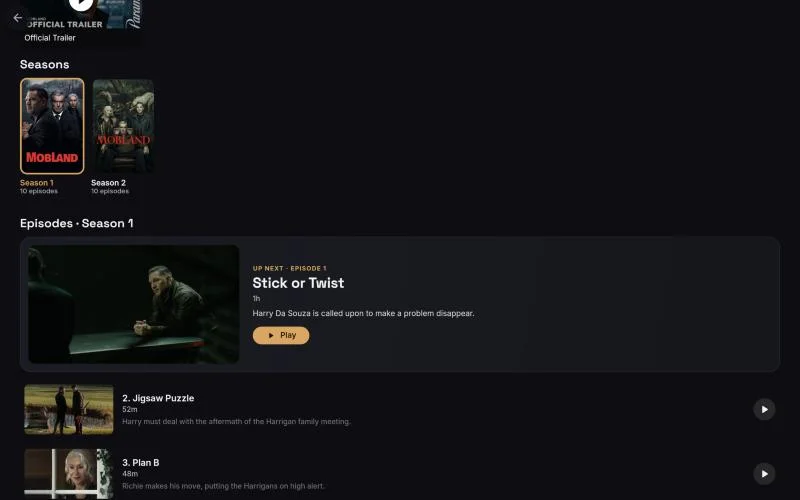 MOBLAND
OFFICIAL TRAILER
Official Trailer
Seasons
MOBLAND
MOBLAND
Season 1
10 episodes
Season 2
10 episodes
Episodes · Season 1
UP NEXT · EPISODE 1
Stick or Twist
1h
Harry Da Souza is called upon to make a problem disappear.
Play
2. Jigsaw Puzzle
52m
Harry must deal with the aftermath of the Harrigan family meeting.
3. Plan B
48m
Richie makes his move, putting the Harrigans on high alert.